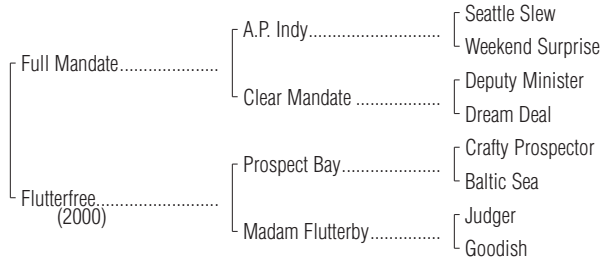 Seattle Slew
A.P. Indy..............................
Weekend Surprise
Full Mandate......................
Deputy Minister
Clear Mandate ...................
Dream Deal
Crafty Prospector
Prospect Bay......................
Baltic Sea
Flutterfree...........................
(2000)
Judger
Madam Flutterby................
Goodish